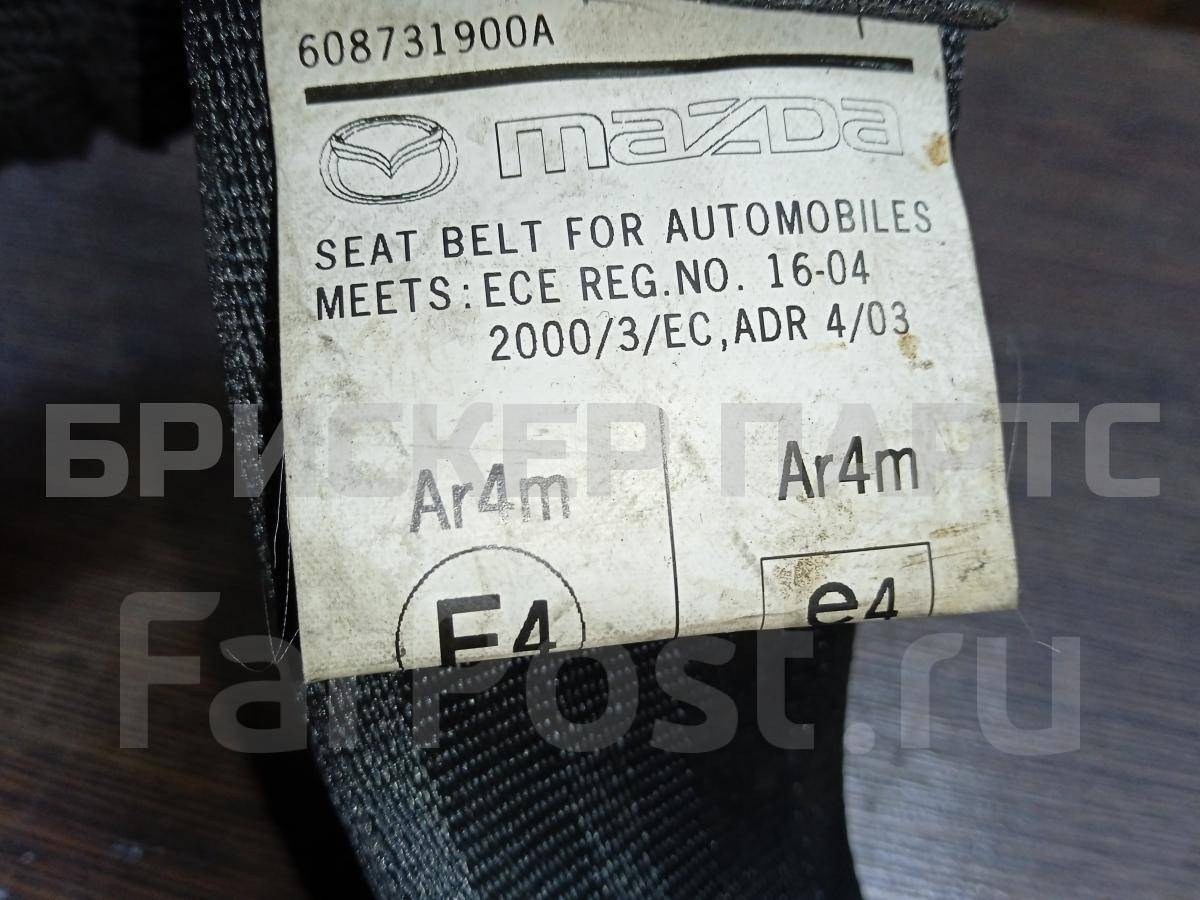 608731900A
mazDa
SEAT BELT FOR AUTOMOBILES
MEETS: ECE REG.NO. 16-04
2000/3/EC,ADR 4/03
БРИСКЕР ПАРТС
Ar4m Ar4m
E4 e4
FarPost.ru